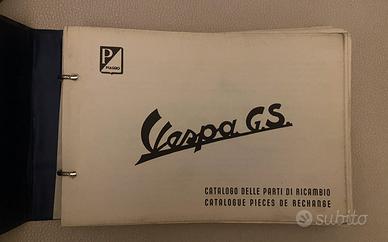 P
PIAGGIO
Vespa G.S.
CATALOGO DELLE PARTI DI RICAMBIO
CATALOGUE PIECES DE RECHANGE
subito